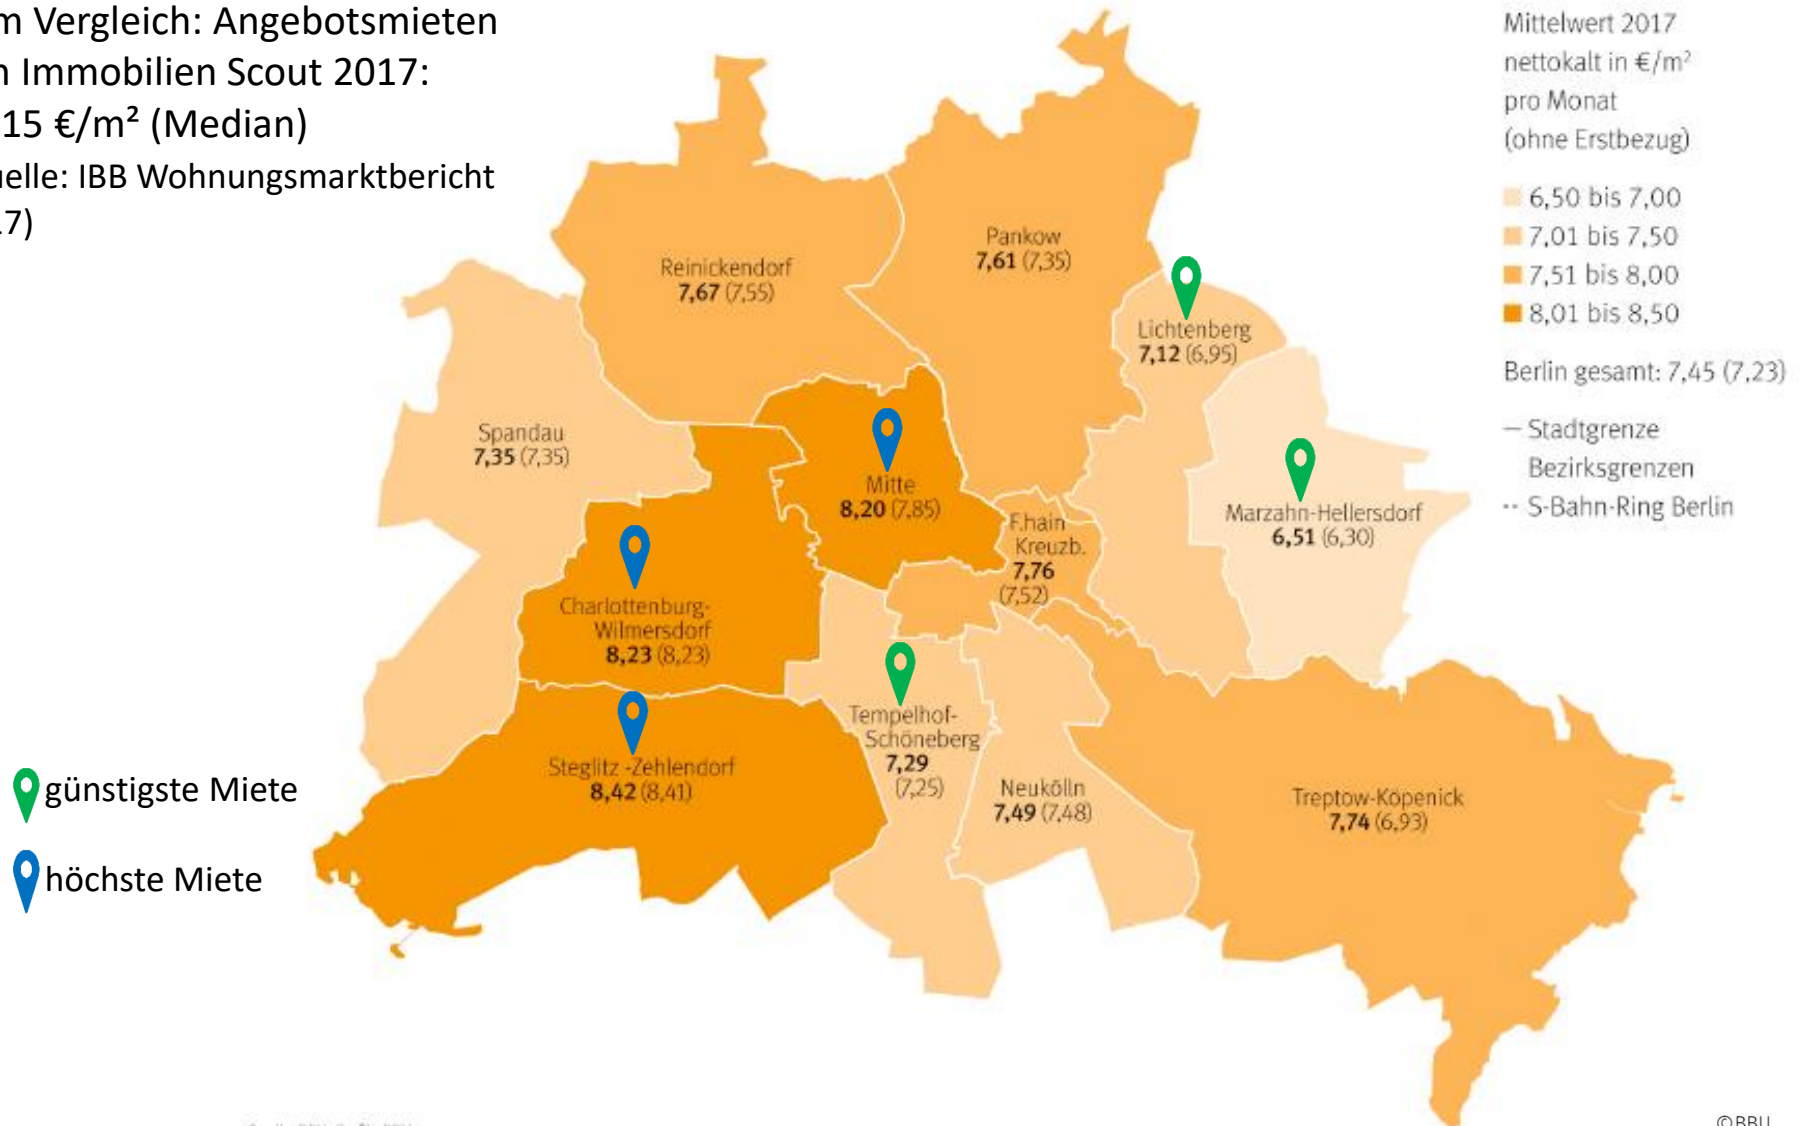 m Vergleich: Angebotsmieten
n Immobilien Scout 2017:
15 €/m² (Median)
uelle: IBB Wohnungsmarktbericht
17)
Mittelwert 2017
nettokalt in €/m²
pro Monat
(ohne Erstbezug)
6,50 bis 7,00
7,01 bis 7,50
7,51 bis 8,00
8,01 bis 8,50
Berlin gesamt: 7,45 (7,23)
Stadtgrenze
Bezirksgrenzen
S-Bahn-Ring Berlin
Pankow
7,61 (7,35)
Reinickendorf
7,67 (7,55)
Lichtenberg
7,12 (6,95)
Spandau
7,35 (7,35)
Mitte
8,20 (7,85)
F.hain
Kreuzb.
7,76
(7,52)
Marzahn-Hellersdorf
6,51 (6,30)
Charlottenburg-
Wilmersdorf
8,23 (8,23)
Tempelhof-
Schöneberg
7,29
(7,25)
Steglitz -Zehlendorf
8,42 (8,41)
Neukölln
7,49 (7,48)
Treptow-Köpenick
7,74 (6,93)
günstigste Miete
höchste Miete
©BBU